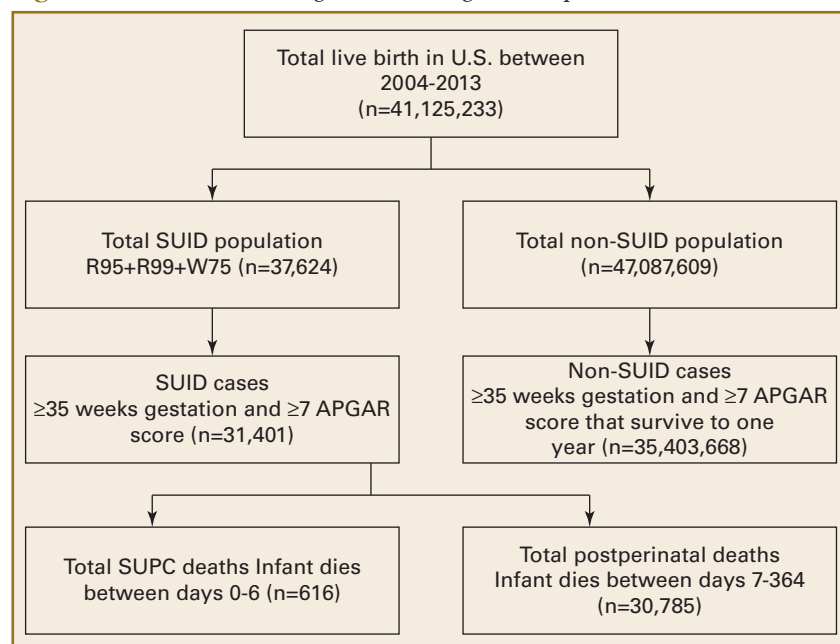 Total live birth in U.S. between
2004-2013
(n=41,125,233)
Total SUID population
R95+R99+W75 (n=37,624)
Total non-SUID population
(n=47,087,609)
SUID cases
≥35 weeks gestation and ≥7 APGAR
score (n=31,401)
Non-SUID cases
≥35 weeks gestation and ≥7 APGAR
score that survive to one
year (n=35,403,668)
Total SUPC deaths Infant dies
between days 0-6 (n=616)
Total postperinatal deaths
Infant dies between days 7-364
(n=30,785)